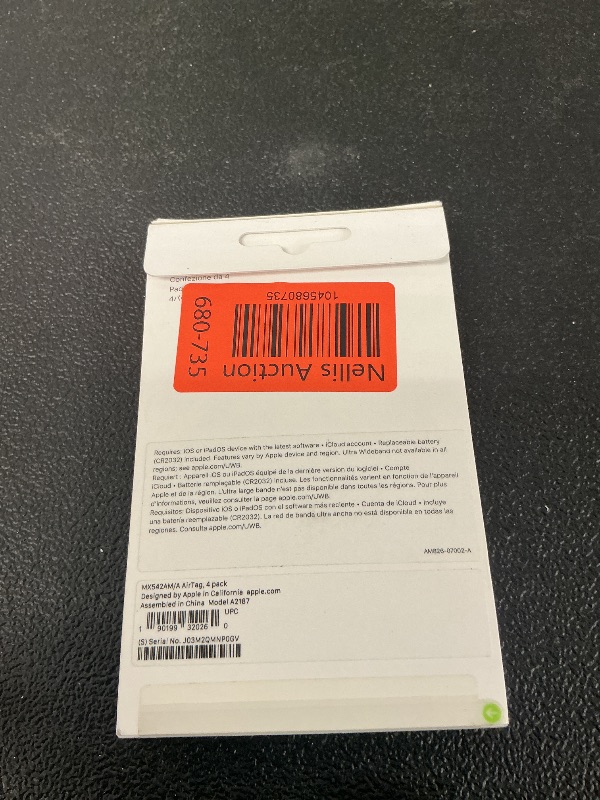 Confezione da 4
680-735
1045680735
Nellis Auction
Requires: iOS or iPadOS device with the latest software • iCloud account • Replaceable battery
(CR2032) included. Features vary by Apple device and region. Ultra Wideband not available in all
regions; see apple.com/UWB.
Requiert : Appareil iOS ou iPadOS équipé de la dernière version du logiciel • Compte
iCloud • Batterie remplaçable (CR2032) incluse. Les fonctionnalités varient en fonction de l'appareil
Apple et de la région. L'ultra large bande n'est pas disponible dans toutes les régions. Pour plus
d'informations, veuillez consulter la page apple.com/UWB.
Requisitos: Dispositivo iOS o iPadOS con el software más reciente • Cuenta de iCloud • Incluye
una batería reemplazable (CR2032). La red de banda ultra ancha no está disponible en todas las
regiones. Consulta apple.com/UWB.
AM826-07002-A
MX542AM/A AirTag, 4 pack
Designed by Apple in California apple.com
Assembled in China Model A2187
UPC
1 90199 32026 0
(S) Serial No. J03M2QMNP0GV